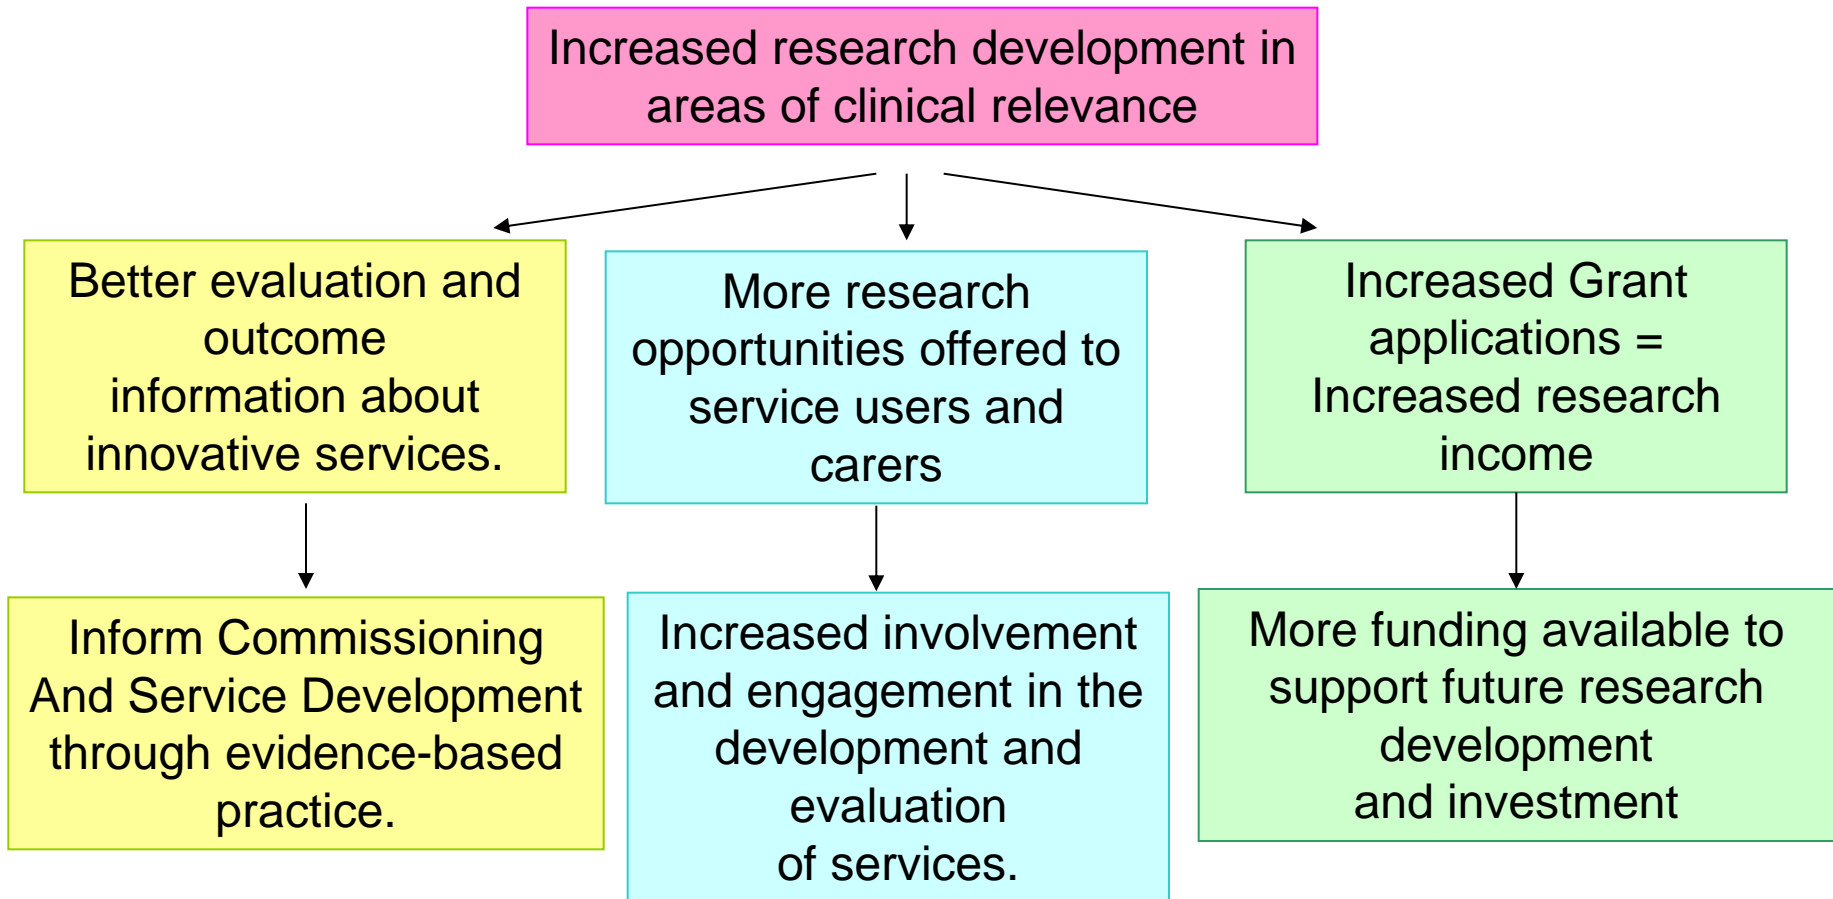 Increased research development in
areas of clinical relevance
Better evaluation and
outcome
information about
innovative services.
More research
opportunities offered to
service users and
carers
Increased Grant
applications =
Increased research
income
Inform Commissioning
And Service Development
through evidence-based
practice.
Increased involvement
and engagement in the
development and
evaluation
of services.
More funding available to
support future research
development
and investment